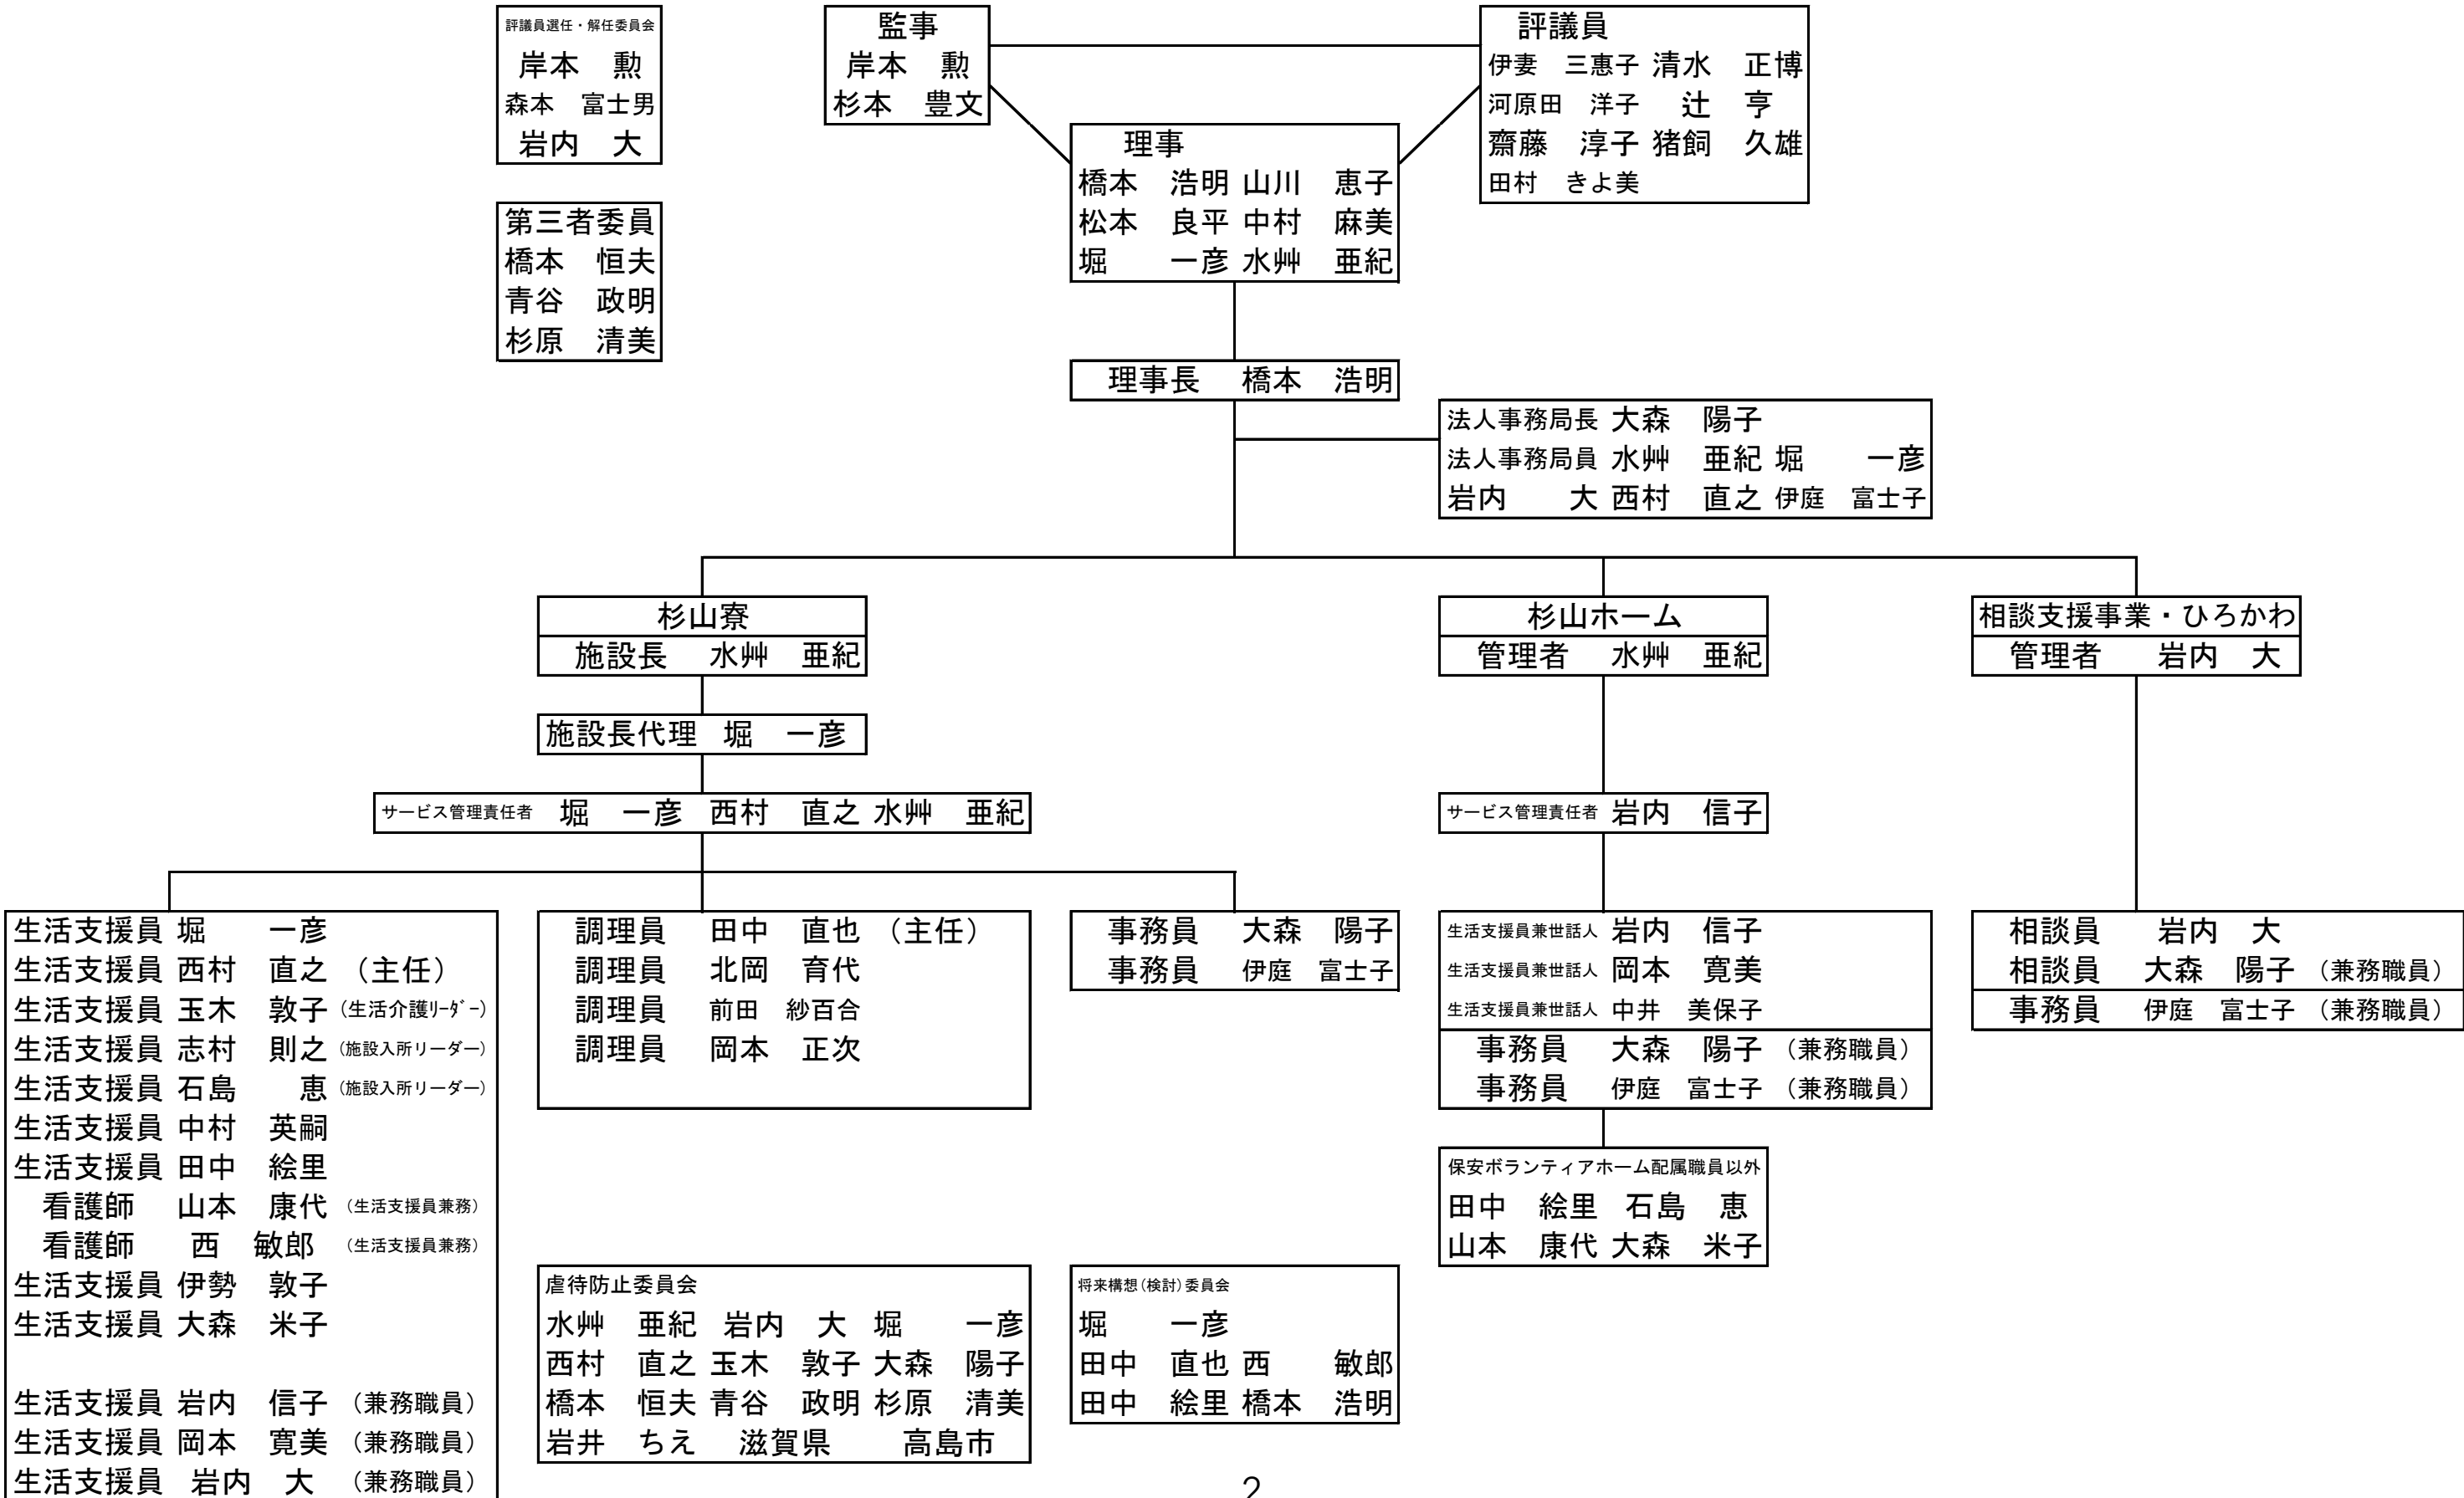 評議員選任・解任委員会
岸本　勲
森本　富士男
岩内　大
監事
岸本　勲
杉本　豊文
評議員
伊妻　三惠子 清水　正博
河原田　洋子 辻　亨
齋藤　淳子 猪飼　久雄
田村　きよ美
理事
橋本　浩明 山川　恵子
松本　良平 中村　麻美
堀　一彦 水艸　亜紀
第三者委員
橋本　恒夫
青谷　政明
杉原　清美
理事長 橋本　浩明
法人事務局長 大森　陽子
法人事務局員 水艸　亜紀 堀　一彦
岩内　大 西村　直之 伊庭　富士子
杉山寮
施設長 水艸　亜紀
杉山ホーム
管理者 水艸　亜紀
相談支援事業・ひろかわ
管理者 岩内　大
施設長代理 堀　一彦
サービス管理責任者 堀　一彦 西村　直之 水艸　亜紀
サービス管理責任者 岩内　信子
生活支援員 堀　一彦
生活支援員 西村　直之 （主任）
生活支援員 玉木　敦子 （生活介護ﾘｰﾀﾞｰ）
生活支援員 志村　則之 （施設入所リーダー）
生活支援員 石島　恵 （施設入所リーダー）
生活支援員 中村　英嗣
生活支援員 田中　絵里
看護師 山本　康代 （生活支援員兼務）
看護師 西　敏郎 （生活支援員兼務）
生活支援員 伊勢　敦子
生活支援員 大森　米子
生活支援員 岩内　信子 （兼務職員）
生活支援員 岡本　寛美 （兼務職員）
生活支援員 岩内　大 （兼務職員）
調理員 田中　直也 （主任）
調理員 北岡　育代
調理員 前田　紗百合
調理員 岡本　正次
事務員 大森　陽子
事務員 伊庭　富士子
生活支援員兼世話人 岩内　信子
生活支援員兼世話人 岡本　寛美
生活支援員兼世話人 中井　美保子
事務員 大森　陽子 （兼務職員）
事務員 伊庭　富士子 （兼務職員）
相談員 岩内　大
相談員 大森　陽子 （兼務職員）
事務員 伊庭　富士子 （兼務職員）
保安ボランティアホーム配属職員以外
田中　絵里 石島　恵
山本　康代 大森　米子
虐待防止委員会
水艸　亜紀 岩内　大 堀　一彦
西村　直之 玉木　敦子 大森　陽子
橋本　恒夫 青谷　政明 杉原　清美
岩井　ちえ 滋賀県 高島市
将来構想（検討）委員会
堀　一彦
田中　直也 西　敏郎
田中　絵里 橋本　浩明
2